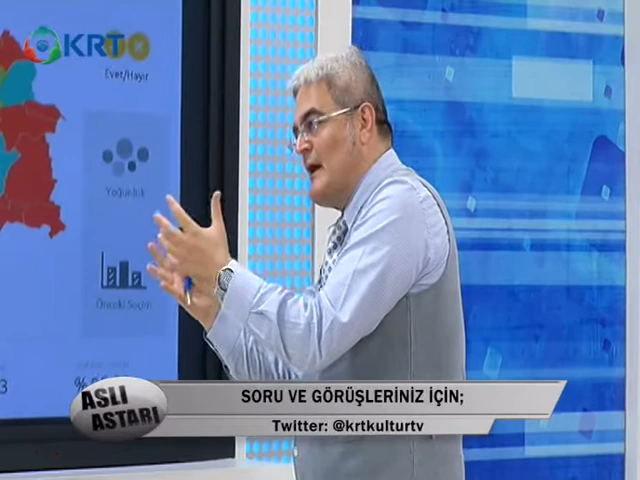 KRT
Evet/Hayır
Yoğunluk
Önceki Seçim
ASLI
ASTARI
SORU VE GÖRÜŞLERİNİZ İÇİN;
Twitter: @krtkulturtv